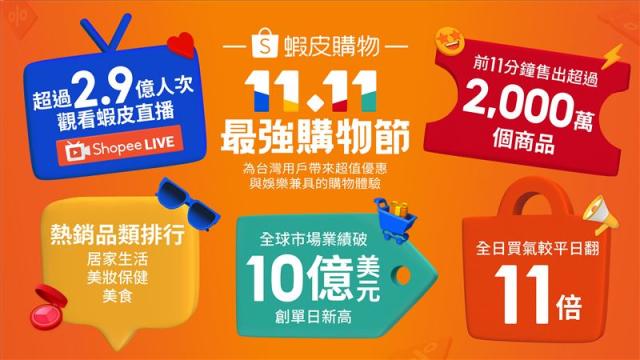 蝦皮購物
11.11
最強購物節
為台灣用戶帶來超值優惠
與娛樂兼具的購物體驗
超過2.9億人次
觀看蝦皮直播
Shopee LIVE
前11分鐘售出超過
2,000萬
個商品
熱銷品類排行
居家生活
美妝保健
美食
全球市場業績破
10億美元
創單日新高
全日買氣較平日翻
11倍